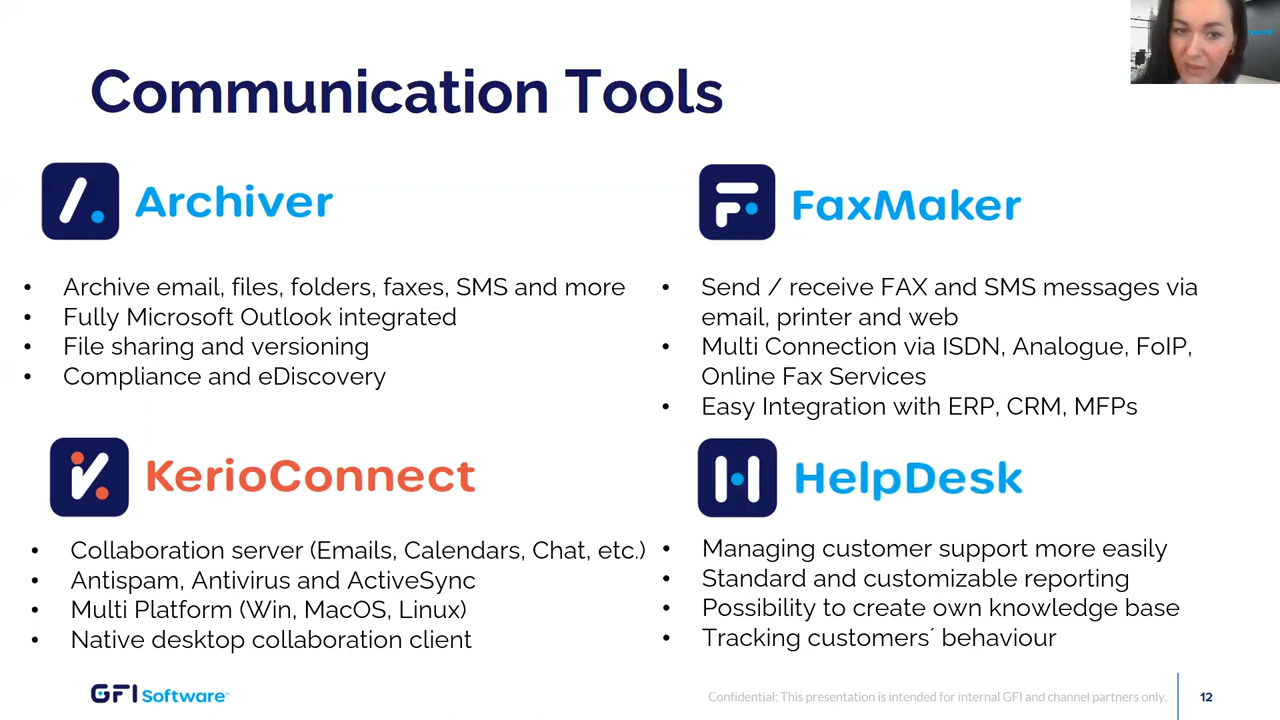 Communication Tools
Archiver
Archive email, files, folders, faxes, SMS and more
Fully Microsoft Outlook integrated
File sharing and versioning
Compliance and eDiscovery
FaxMaker
Send / receive FAX and SMS messages via
email, printer and web
Multi Connection via ISDN, Analogue, FoIP,
Online Fax Services
Easy Integration with ERP, CRM, MFPs
KerioConnect
Collaboration server (Emails, Calendars, Chat, etc.)
Antispam, Antivirus and ActiveSync
Multi Platform (Win, MacOS, Linux)
Native desktop collaboration client
HelpDesk
Managing customer support more easily
Standard and customizable reporting
Possibility to create own knowledge base
Tracking customers´ behaviour
GFI Software™
Confidential: This presentation is intended for internal GFI and channel partners only.
12